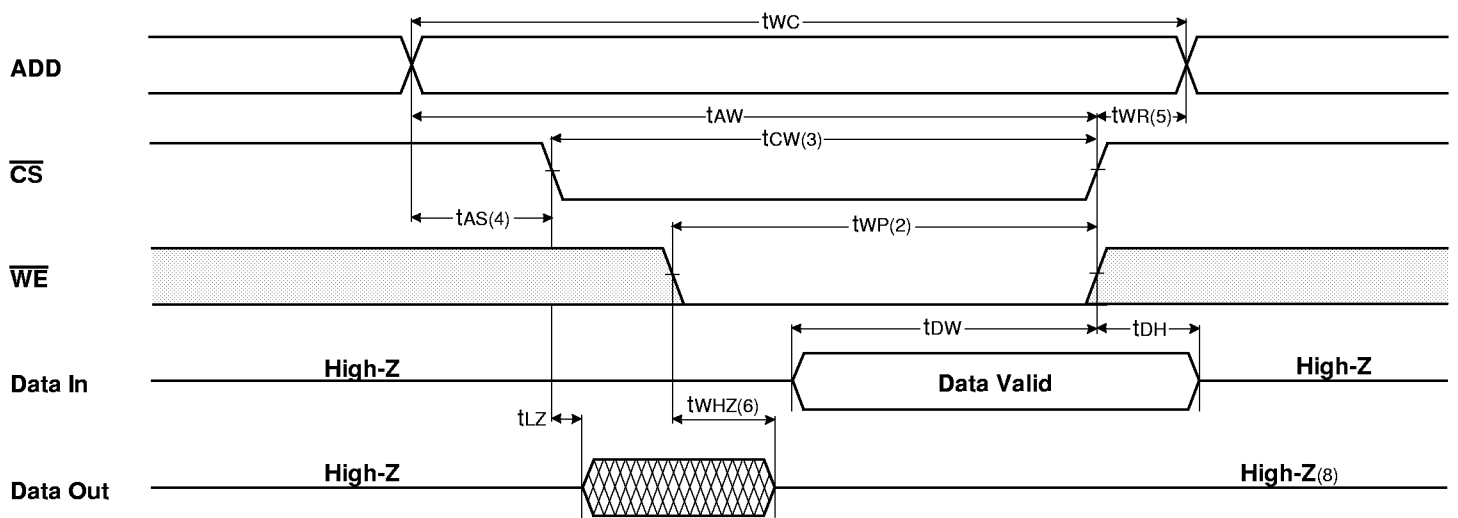 tWC
ADD
tAW
tWR(5)
tCW(3)
CS
tAS(4)
tWP(2)
WE
tDW
tDH
High-Z
Data In
Data Valid
High-Z
tLZ
tWHZ(6)
High-Z
Data Out
High-Z(8)